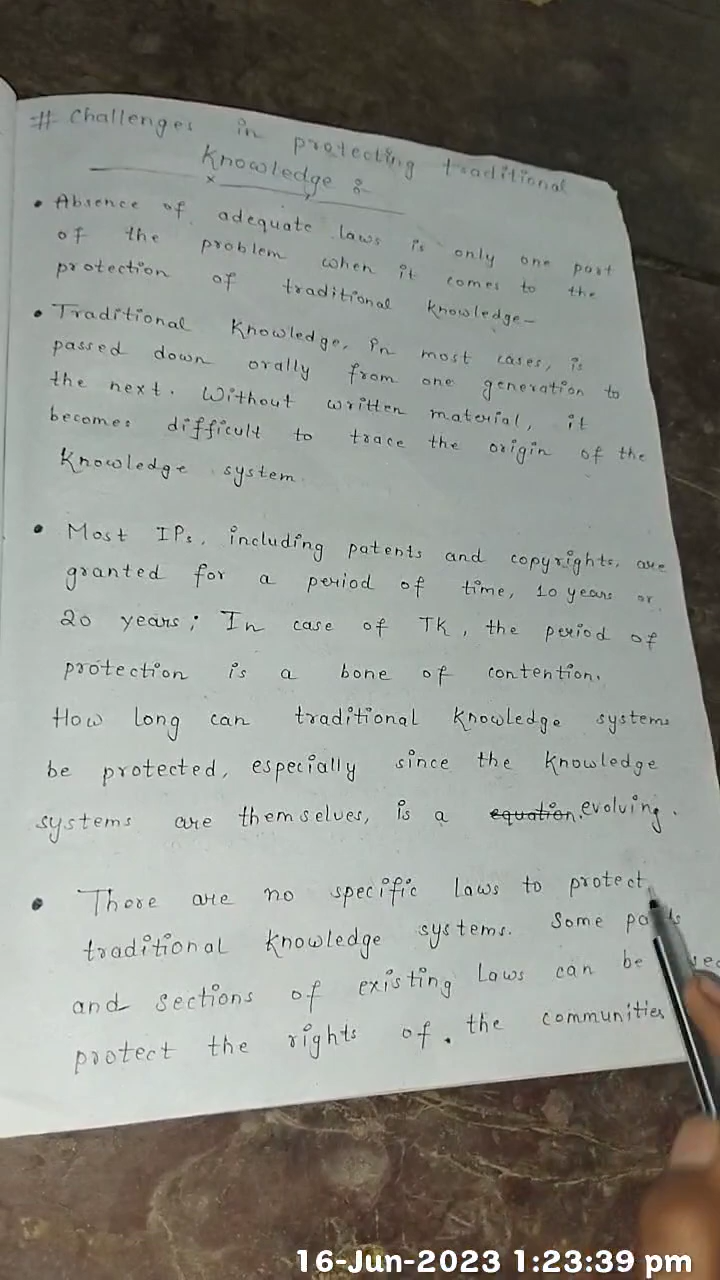 # Challenges in protecting traditional
Knowledge :-
• Absence of adequate laws is only one part
of the problem when it comes to the
protection of traditional knowledge-
• Traditional Knowledge, in most cases, is
passed down orally from one generation to
the next. Without written material, it
becomes difficult to trace the origin of the
Knowledge system
• Most IPs, including patents and copyrights, are
granted for a period of time, 10 years or
20 years; In case of TK, the period of
protection is a bone of contention.
How long can traditional Knowledge systems
be protected, especially since the Knowledge
systems are themselves, is a equation. evolving.
• There are no specific laws to protect
traditional Knowledge systems. Some
and sections of existing Laws can be
protect the rights of. the communities
16-Jun-2023 1:23:39 pm